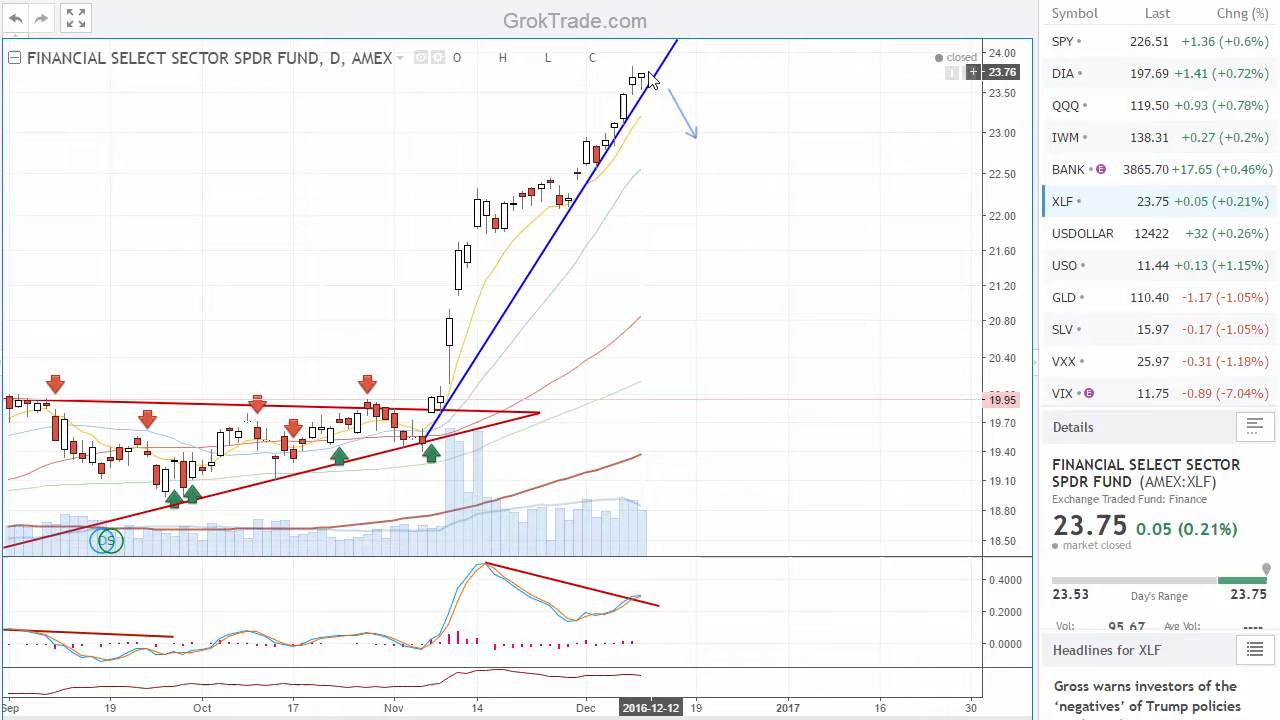 GrokTrade.com
FINANCIAL SELECT SECTOR SPDR FUND, D, AMEX
O H L C
closed
24.00
23.76
23.50
23.00
22.50
22.00
21.60
21.20
20.80
20.40
19.95
19.70
19.40
19.10
18.80
18.50
0.4000
0.2000
0.0000
Sep 19 Oct 17 Nov 14 Dec 2016-12-12 19 2017 16 30
Symbol Last Chng (%)
SPY 226.51 +1.36 (+0.6%)
DIA 197.69 +1.41 (+0.72%)
QQQ 119.50 +0.93 (+0.78%)
IWM 138.31 +0.27 (+0.2%)
BANK E 3865.70 +17.65 (+0.46%)
XLF 23.75 +0.05 (+0.21%)
USDOLLAR 12422 +32 (+0.26%)
USO 11.44 +0.13 (+1.15%)
GLD 110.40 -1.17 (-1.05%)
SLV 15.97 -0.17 (-1.05%)
VXX 25.97 -0.31 (-1.18%)
VIX E 11.75 -0.89 (-7.04%)
Details
FINANCIAL SELECT SECTOR
SPDR FUND (AMEX:XLF)
Exchange Traded Fund: Finance
23.75 0.05 (0.21%)
market closed
23.53 Day's Range 23.75
Vol: 95.67 Avg Vol: ----
Headlines for XLF
Gross warns investors of the
‘negatives’ of Trump policies